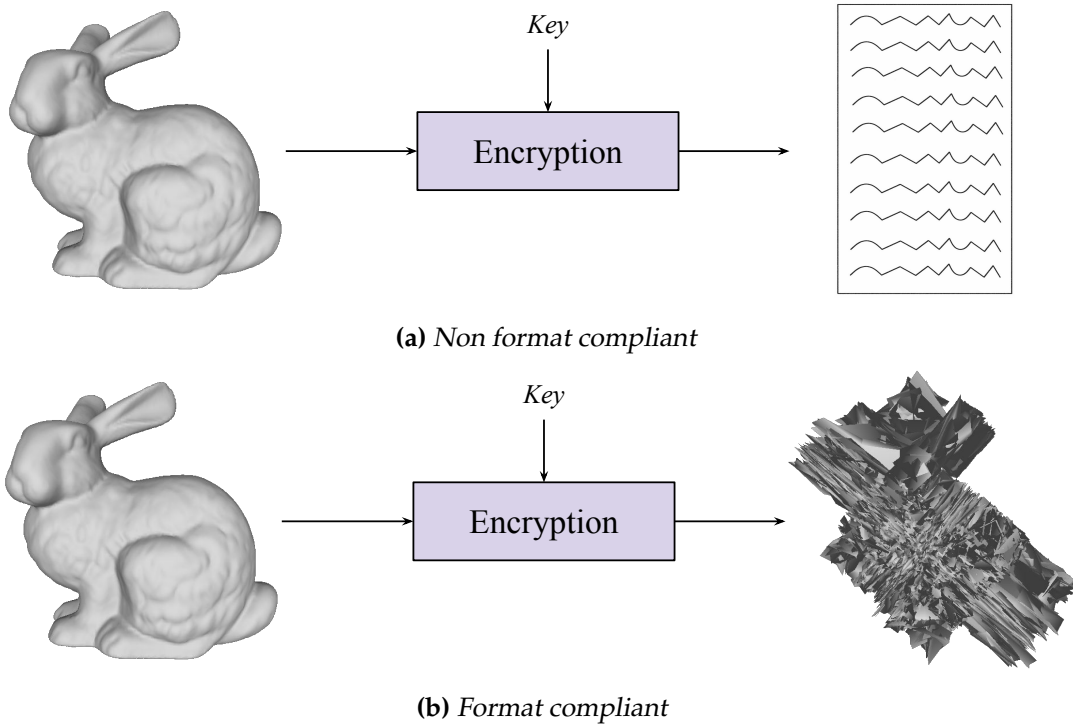 Key
Encryption
(a) Non format compliant
Key
Encryption
(b) Format compliant